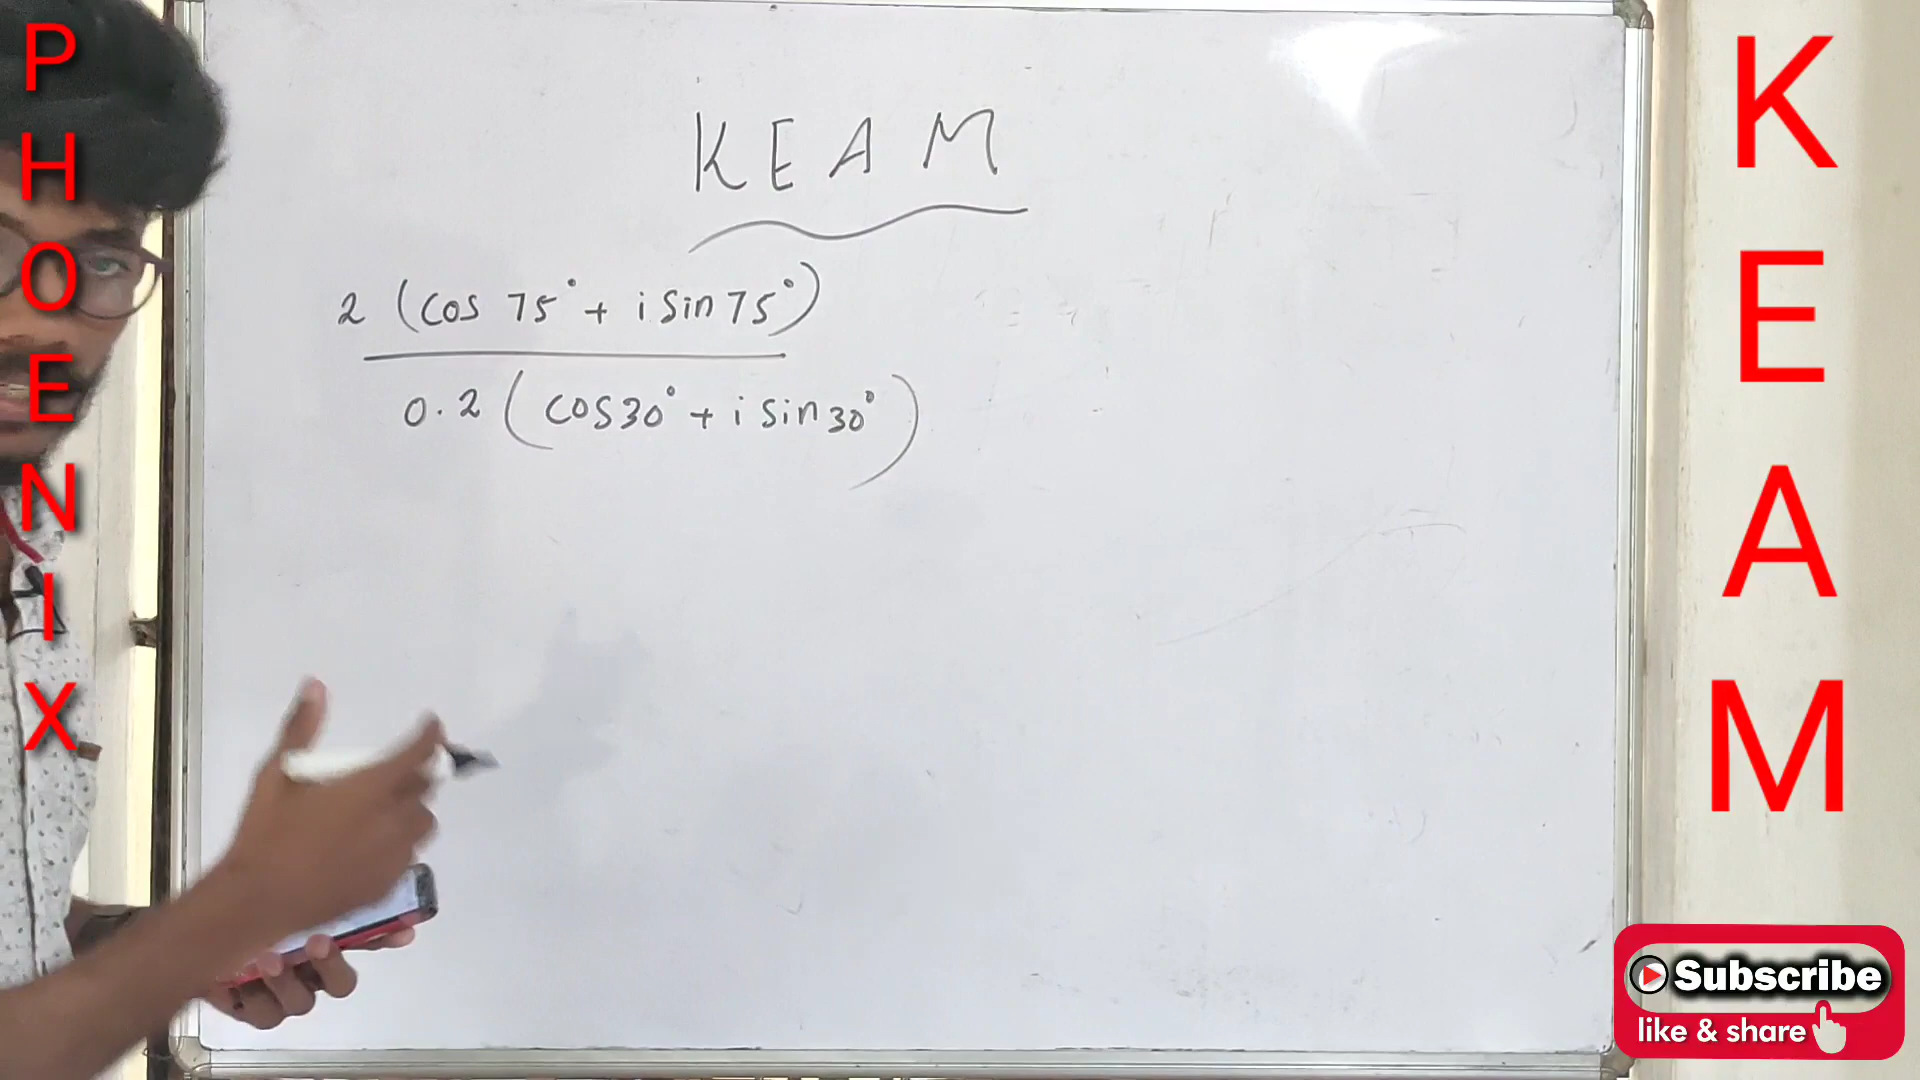 PHOENIX
KEAM
2 (cos 75° + i sin 75°)
0.2 (cos 30° + i sin 30°)
KEAM
Subscribe
like & share